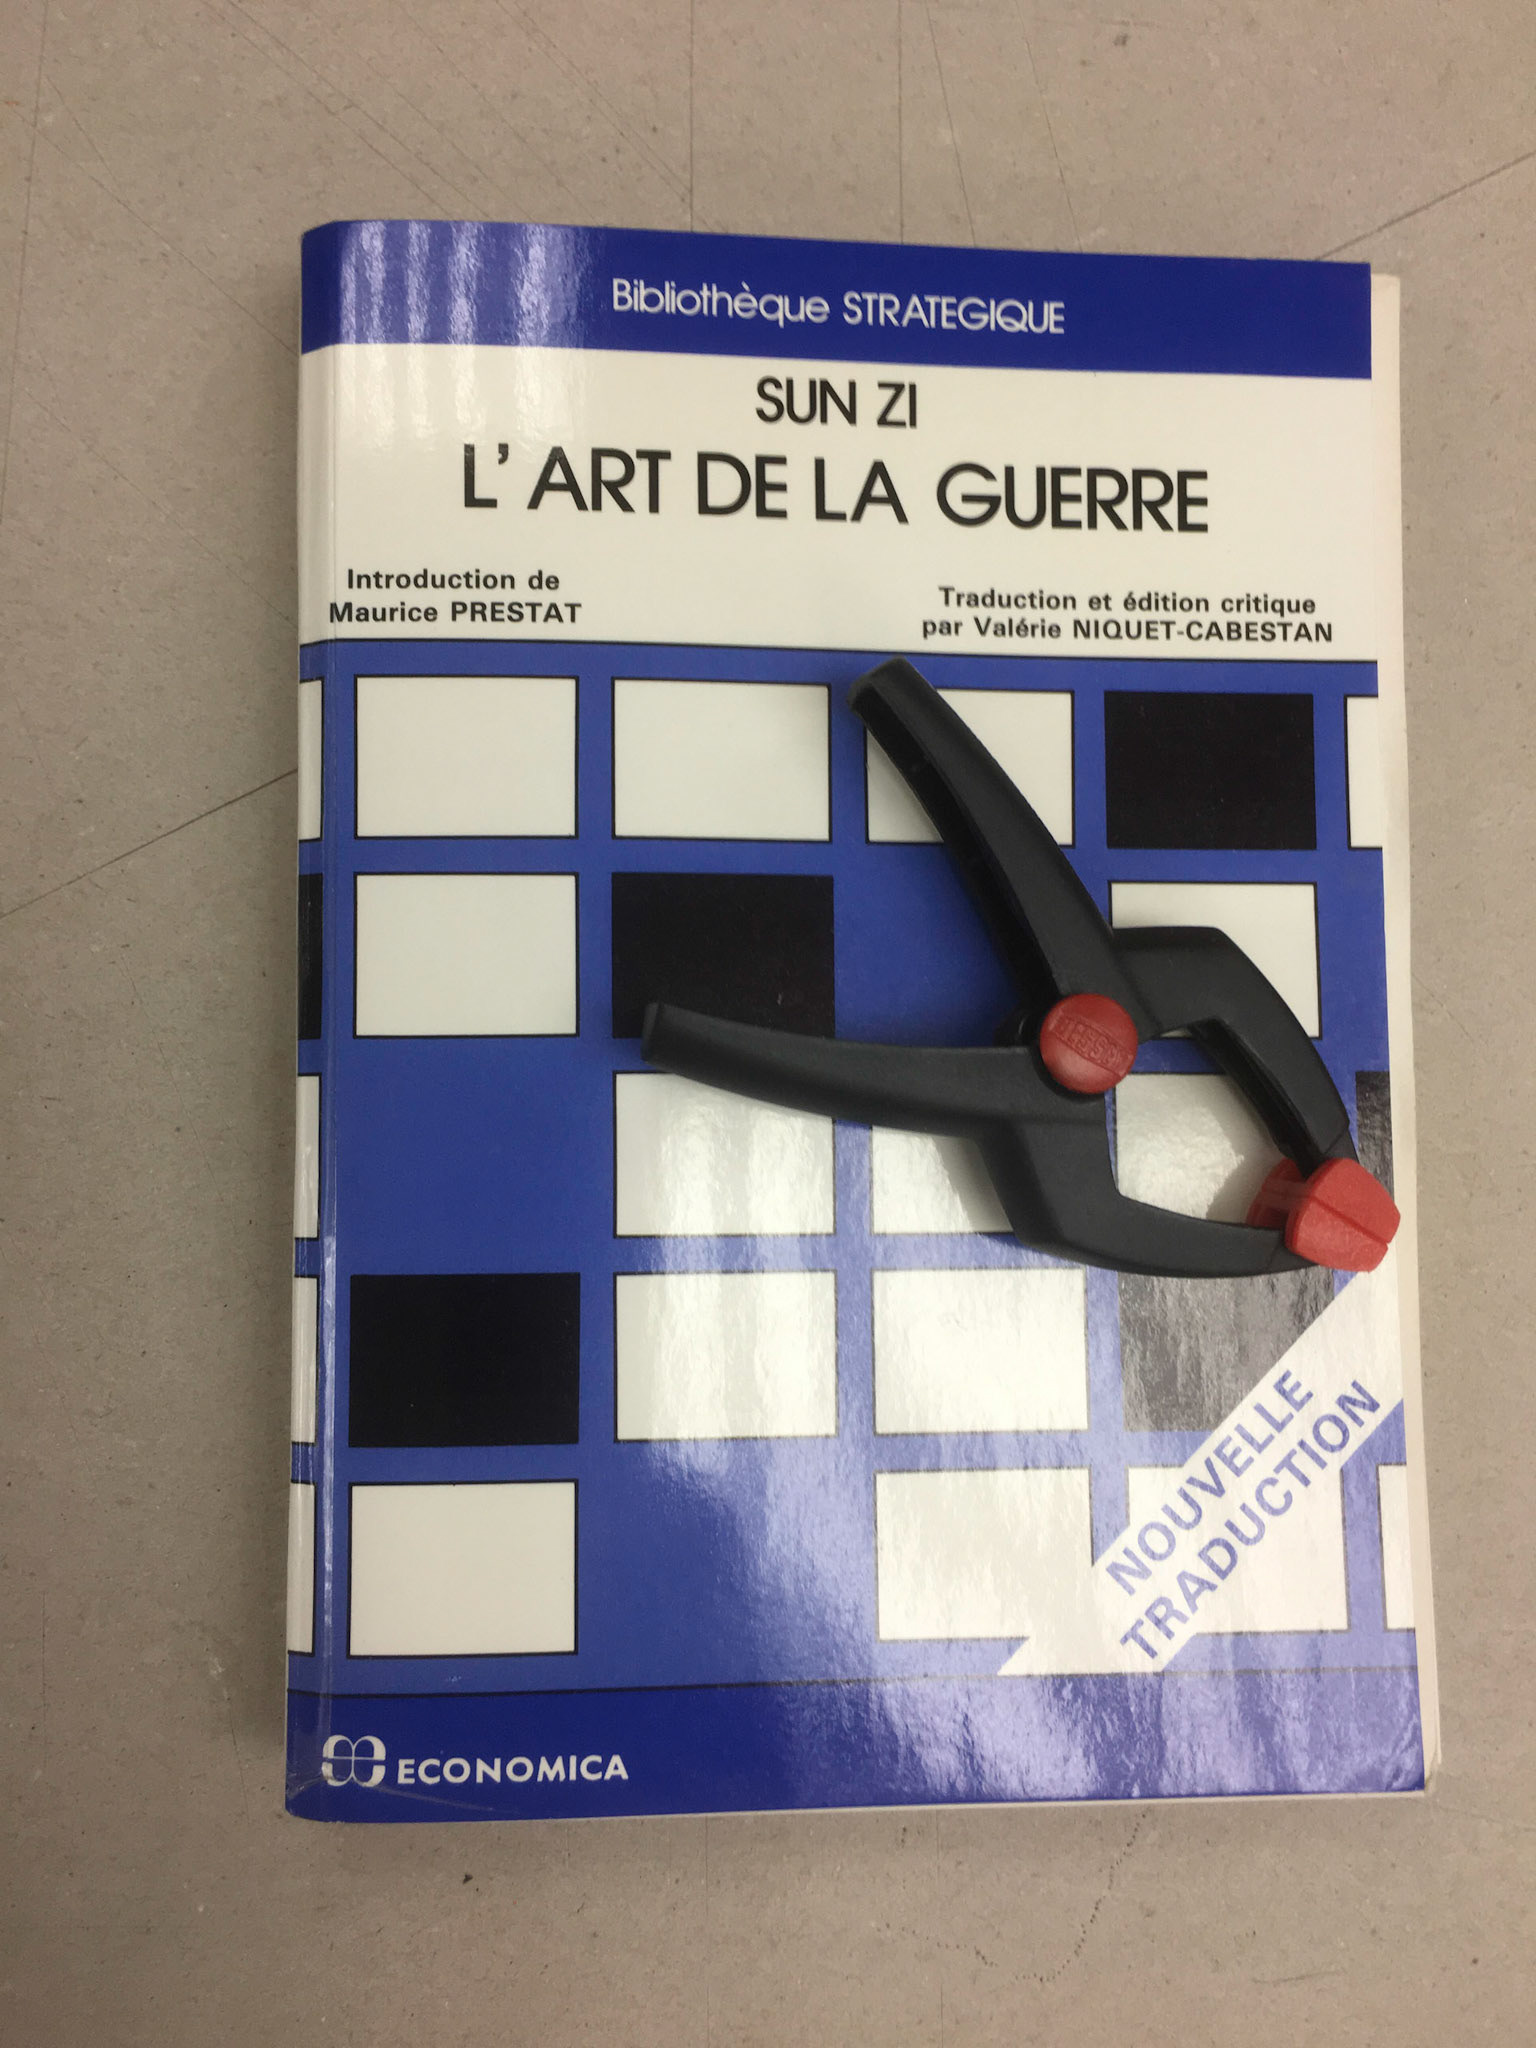 Bibliothèque STRATEGIQUE
SUN ZI
L'ART DE LA GUERRE
Introduction de
Maurice PRESTAT
Traduction et édition critique
par Valérie NIQUET-CABESTAN
BESSEY
NOUVELLE
TRADUCTION
ECONOMICA